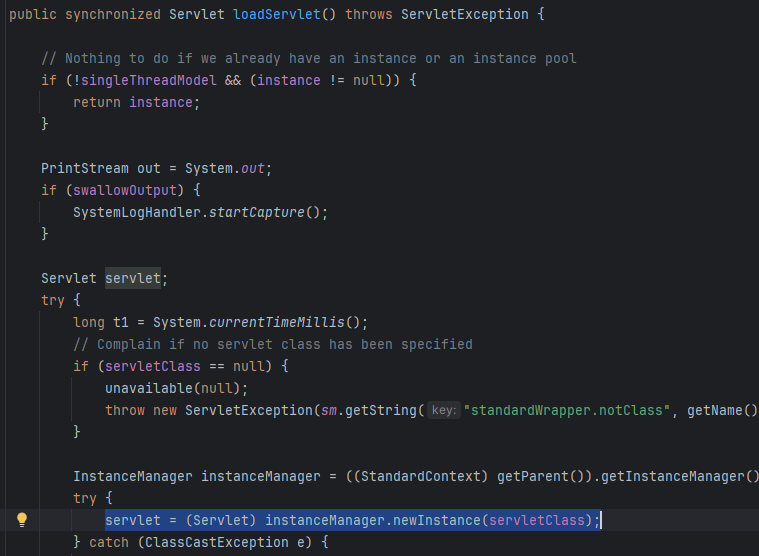 public synchronized Servlet loadServlet() throws ServletException {
// Nothing to do if we already have an instance or an instance pool
if (!singleThreadModel && (instance != null)) {
return instance;
}
PrintStream out = System.out;
if (swallowOutput) {
SystemLogHandler.startCapture();
}
Servlet servlet;
try {
long t1 = System.currentTimeMillis();
// Complain if no servlet class has been specified
if (servletClass == null) {
unavailable(null);
throw new ServletException(sm.getString( key: "standardWrapper.notClass", getName()
}
InstanceManager instanceManager = ((StandardContext) getParent()).getInstanceManager()
try {
servlet = (Servlet) instanceManager.newInstance(servletClass);
} catch (ClassCastException e) {